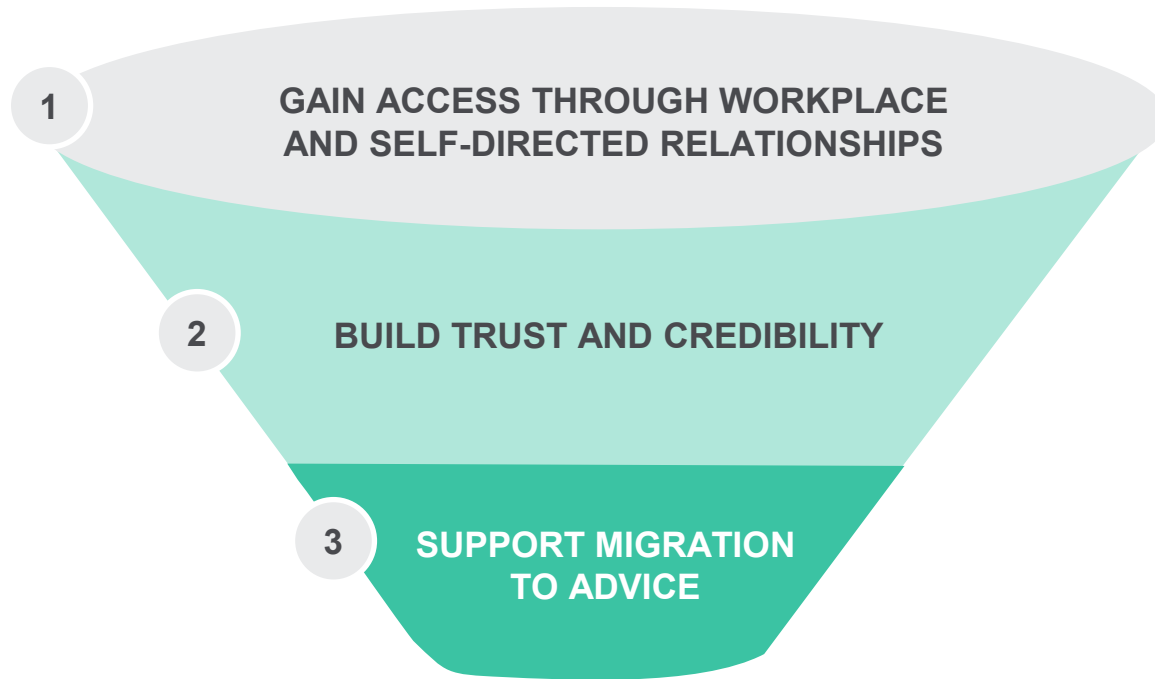 1
GAIN ACCESS THROUGH WORKPLACE
AND SELF-DIRECTED RELATIONSHIPS
2
BUILD TRUST AND CREDIBILITY
3
SUPPORT MIGRATION
TO ADVICE